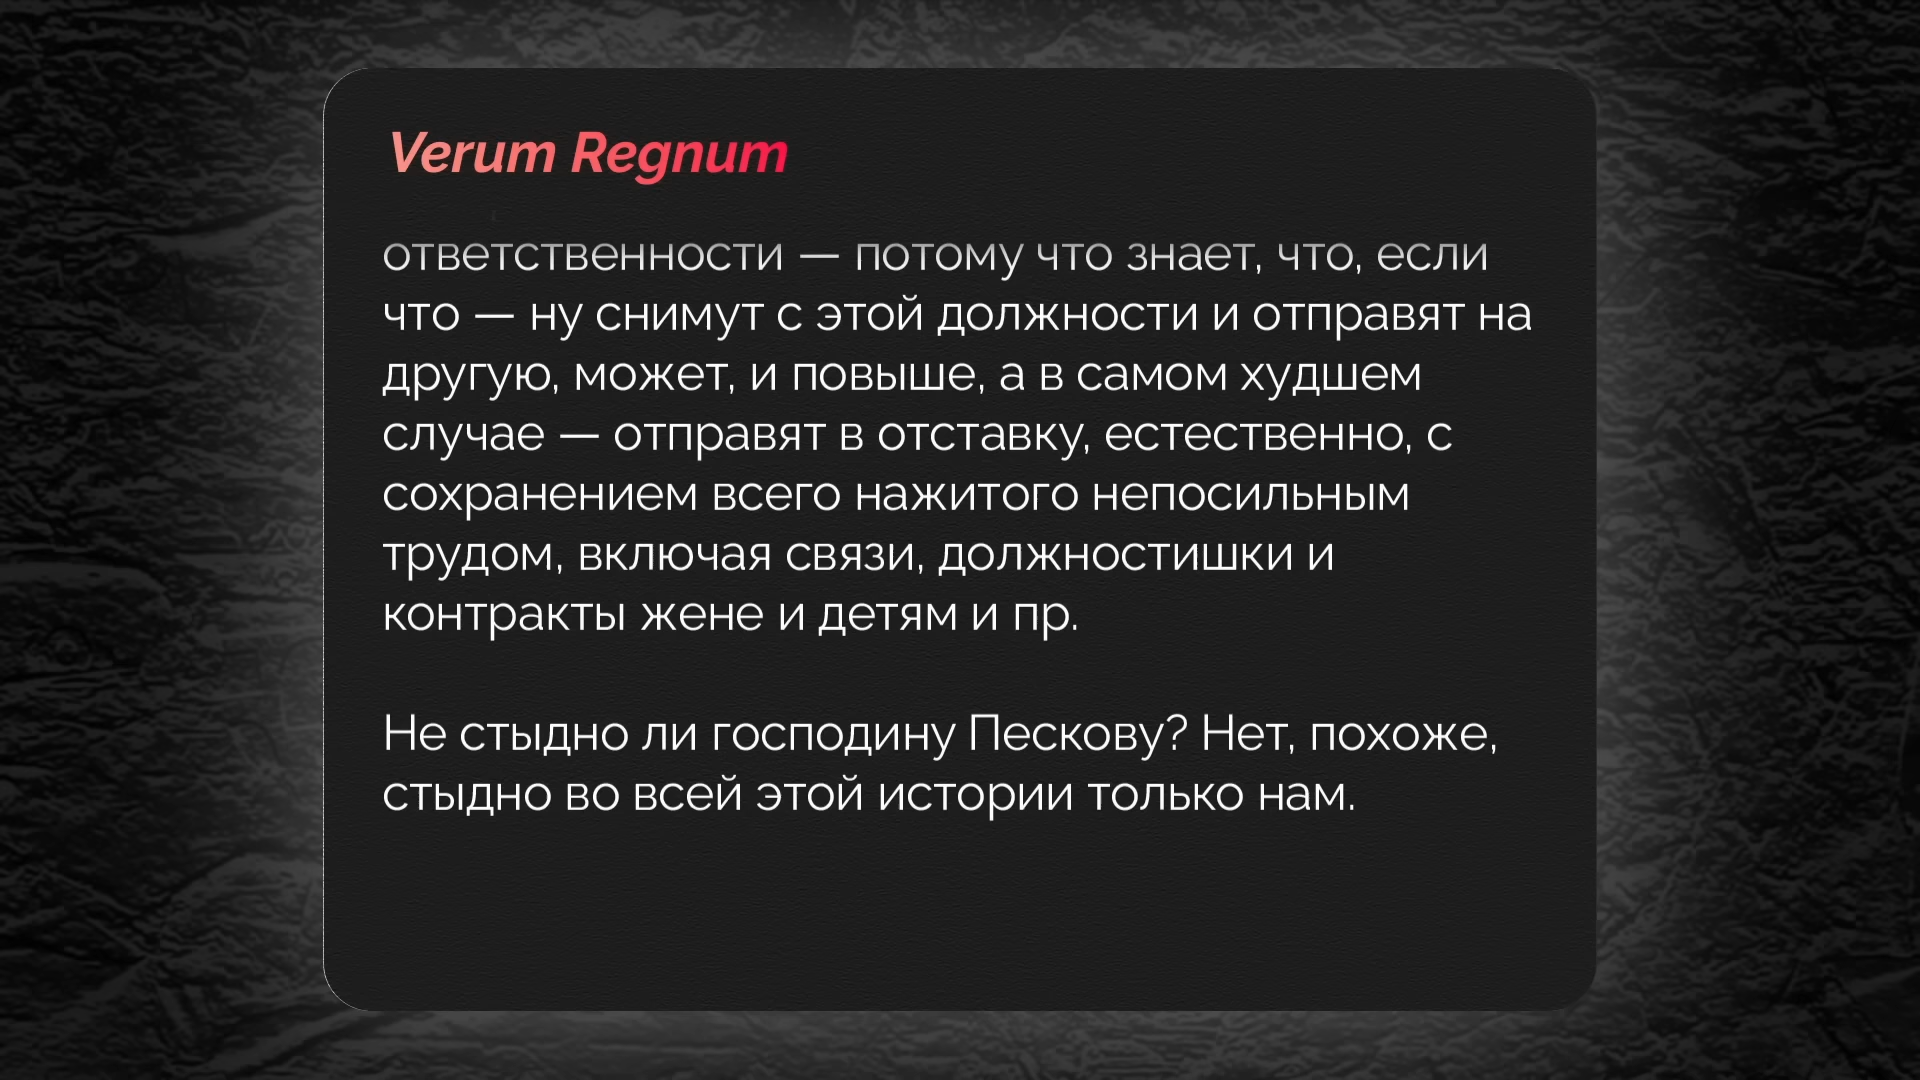 Verum Regnum
ответственности — потому что знает, что, если
что — ну снимут с этой должности и отправят на
другую, может, и повыше, а в самом худшем
случае — отправят в отставку, естественно, с
сохранением всего нажитого непосильным
трудом, включая связи, должностишки и
контракты жене и детям и пр.
Не стыдно ли господину Пескову? Нет, похоже,
стыдно во всей этой истории только нам.